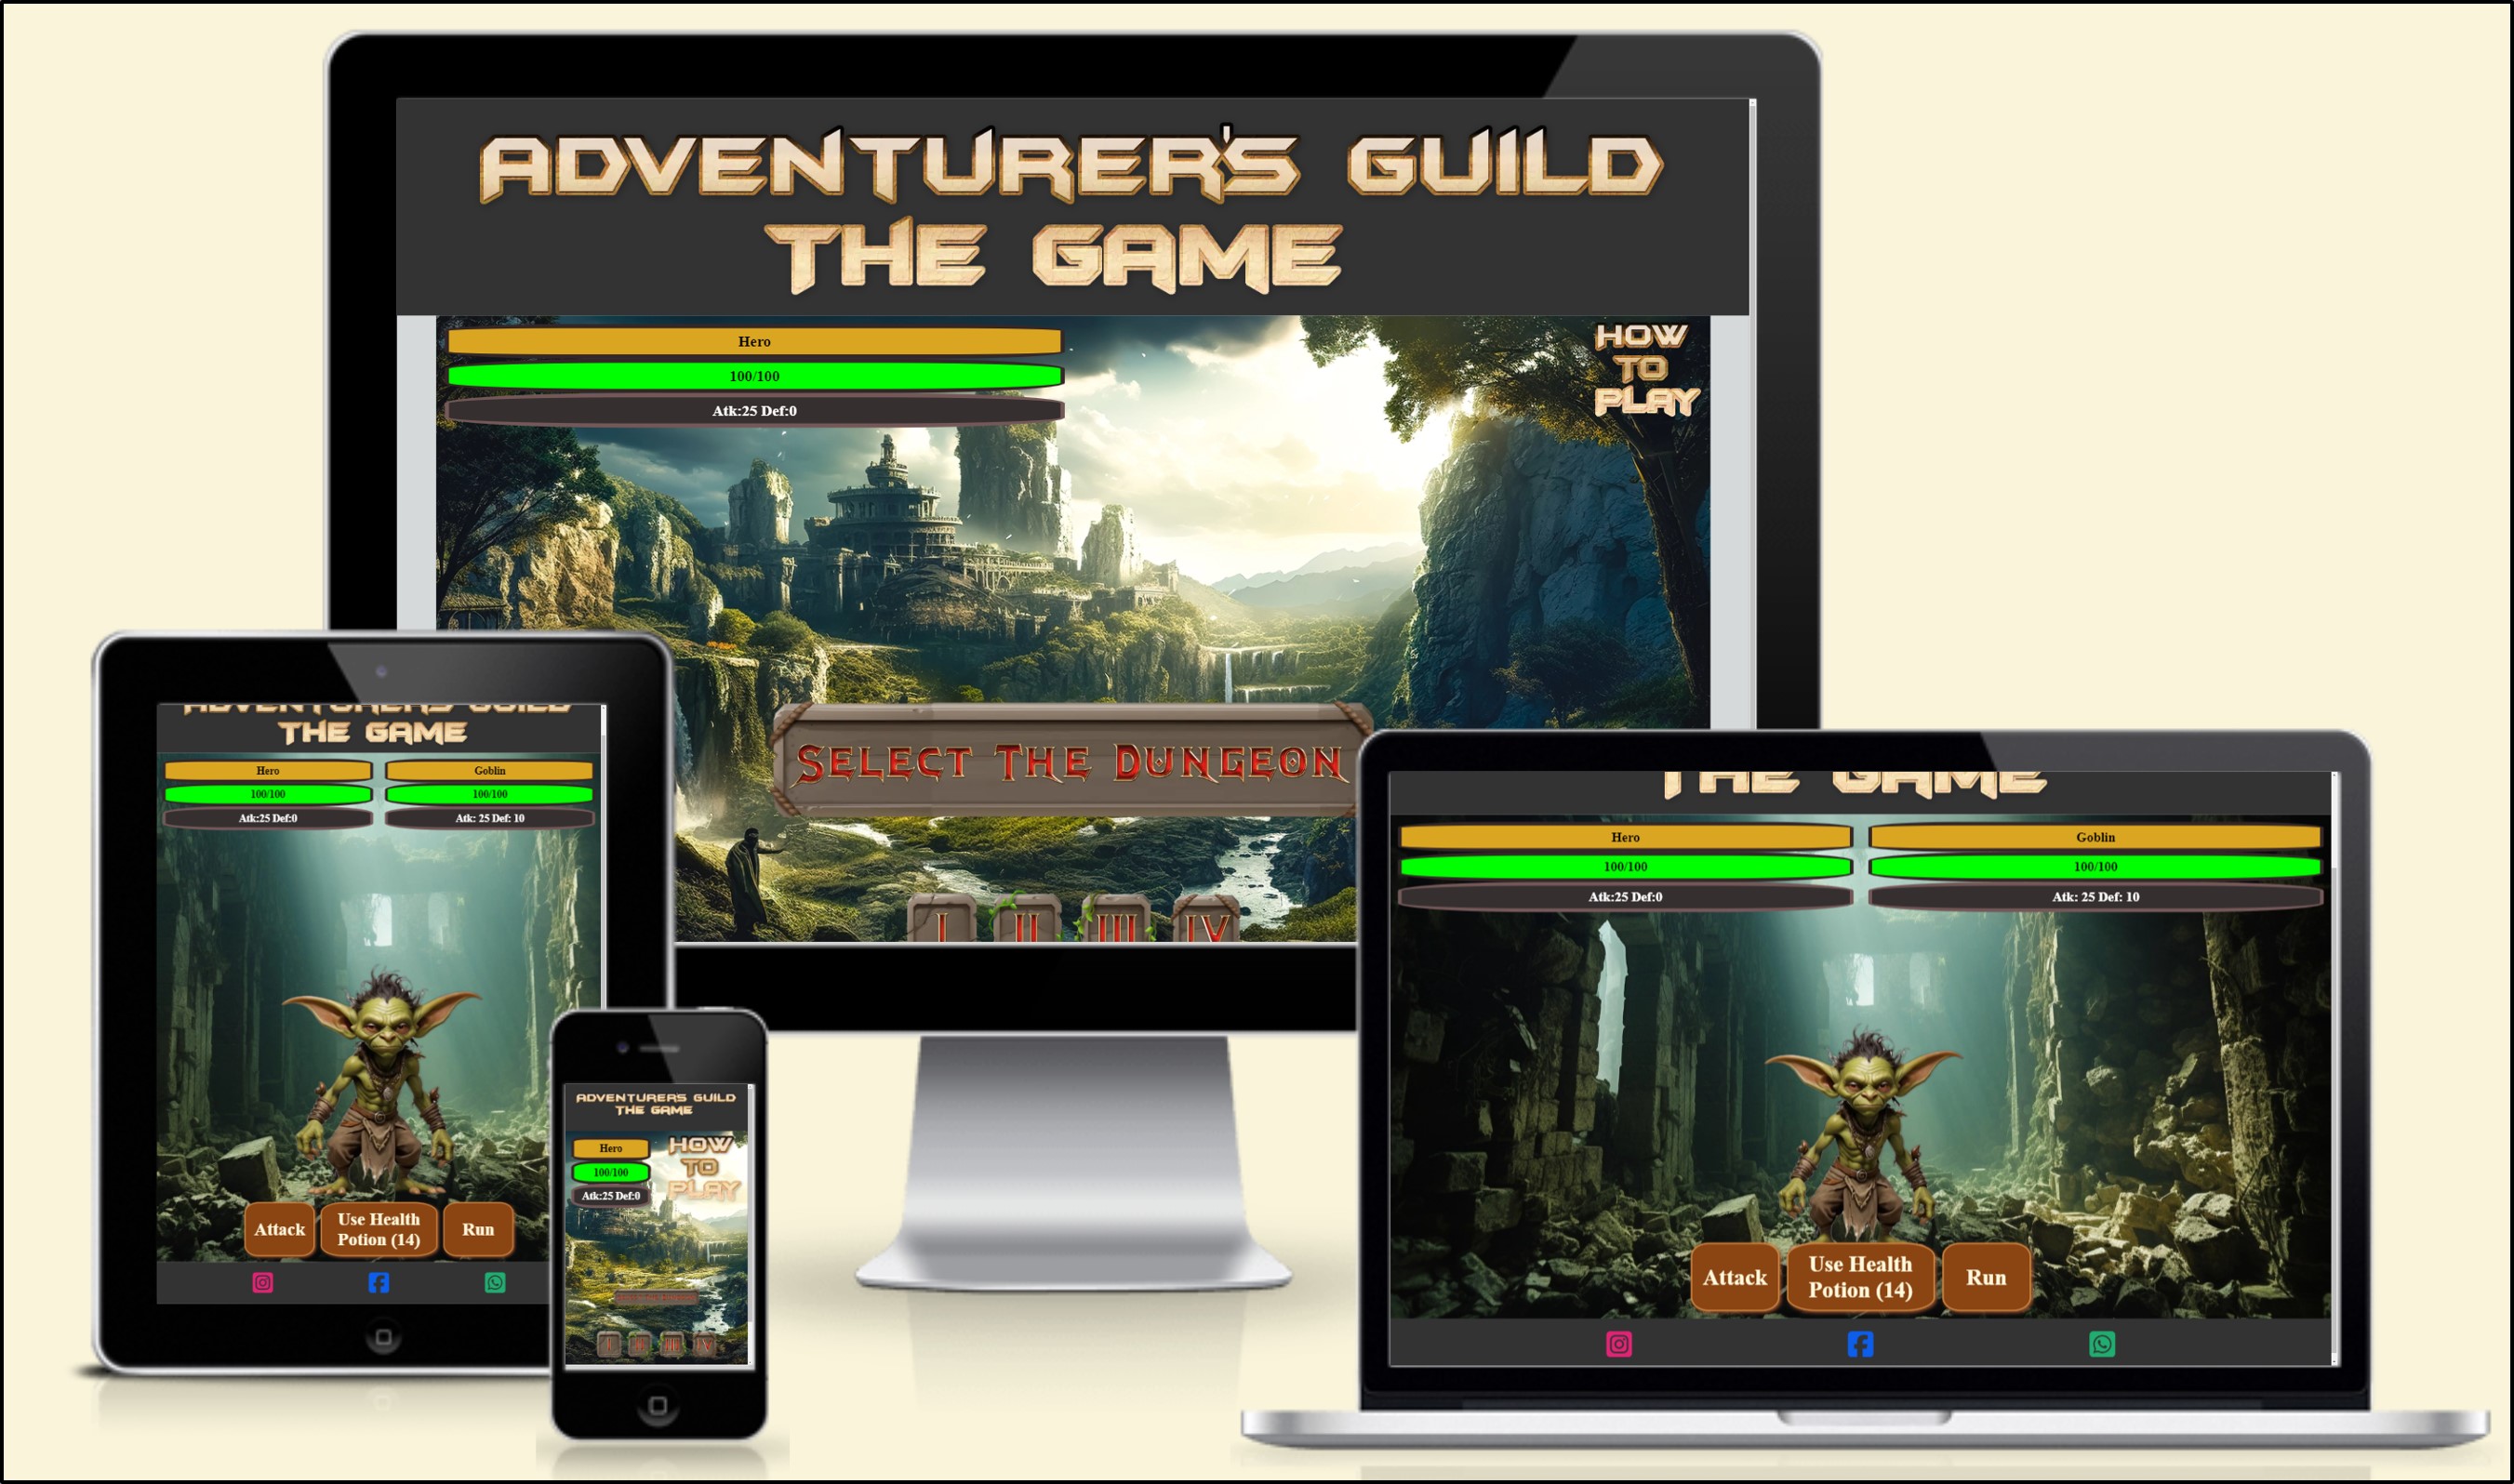 ADVENTURER'S GUILD
THE GAME
Hero
100/100
Atk:25 Def:0
HOW
TO
PLAY
SELECT THE DUNGEON
I II III IV
ADVENTURERS GUILD
THE GAME
Hero Goblin
100/100 100/100
Atk:25 Def:0 Atk: 25 Def: 10
Attack Use Health Potion (14) Run
ADVENTURERS GUILD
THE GAME
Hero
100/100
Atk:25 Def:0
HOW
TO
PLAY
I II III IV
THE GAME
Hero Goblin
100/100 100/100
Atk:25 Def:0 Atk: 25 Def: 10
Attack Use Health Potion (14) Run